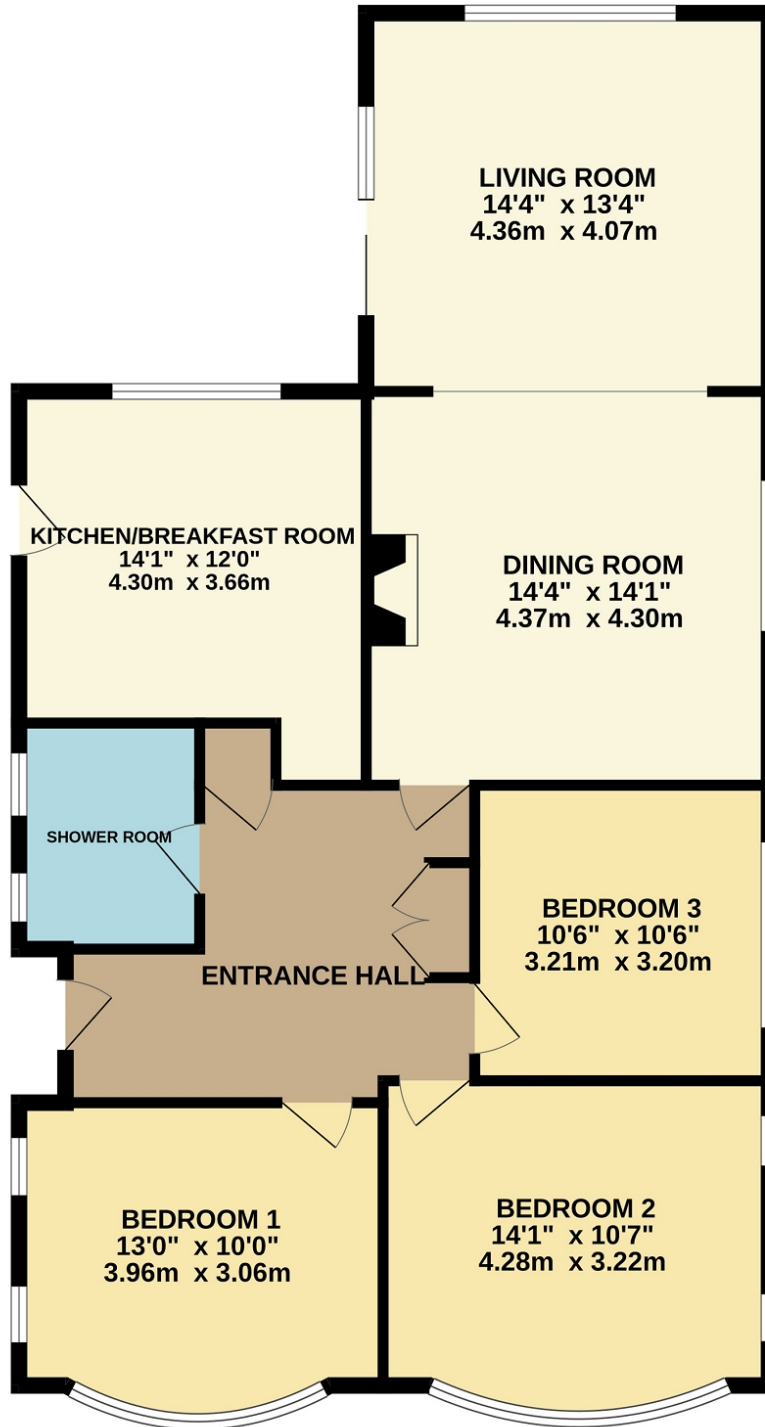 LIVING ROOM
14'4" x 13'4"
4.36m x 4.07m
KITCHEN/BREAKFAST ROOM
14'1" x 12'0"
4.30m x 3.66m
DINING ROOM
14'4" x 14'1"
4.37m x 4.30m
SHOWER ROOM
BEDROOM 3
10'6" x 10'6"
3.21m x 3.20m
ENTRANCE HALL
BEDROOM 1
13'0" x 10'0"
3.96m x 3.06m
BEDROOM 2
14'1" x 10'7"
4.28m x 3.22m